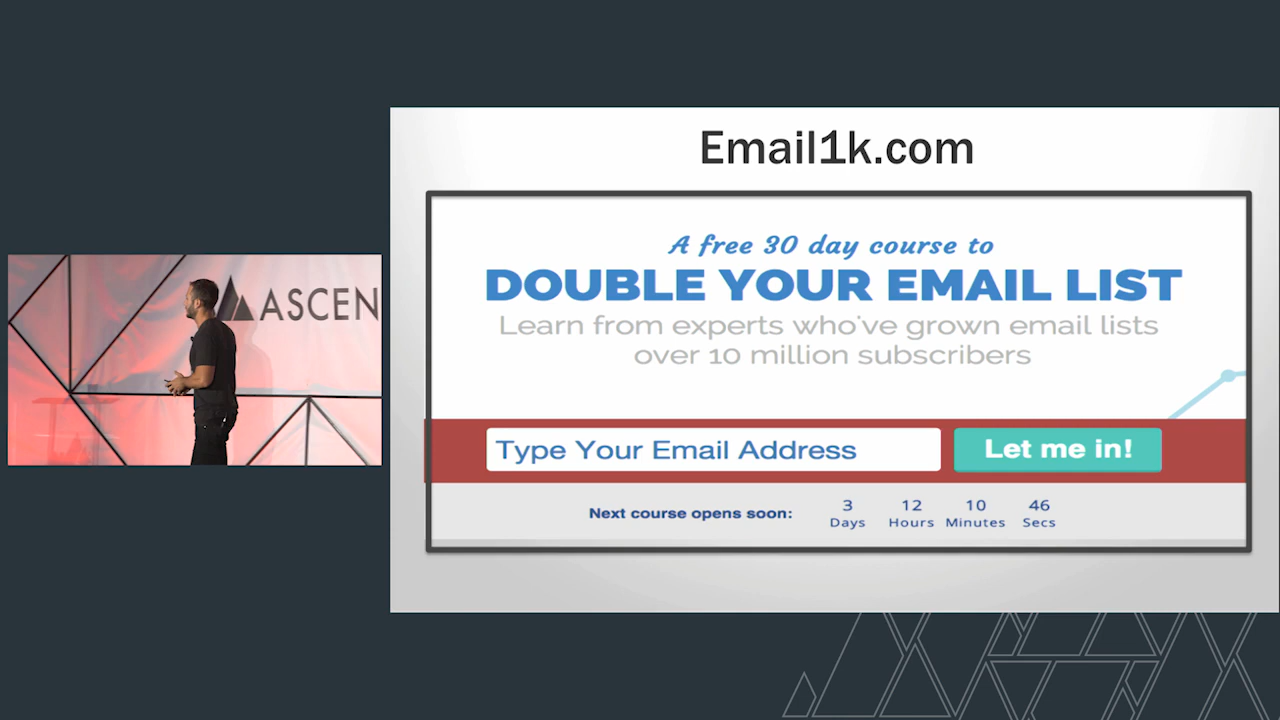 ASCEN
Email1k.com
A free 30 day course to
DOUBLE YOUR EMAIL LIST
Learn from experts who've grown email lists
over 10 million subscribers
Type Your Email Address
Let me in!
Next course opens soon:
3 12 10 46
Days Hours Minutes Secs